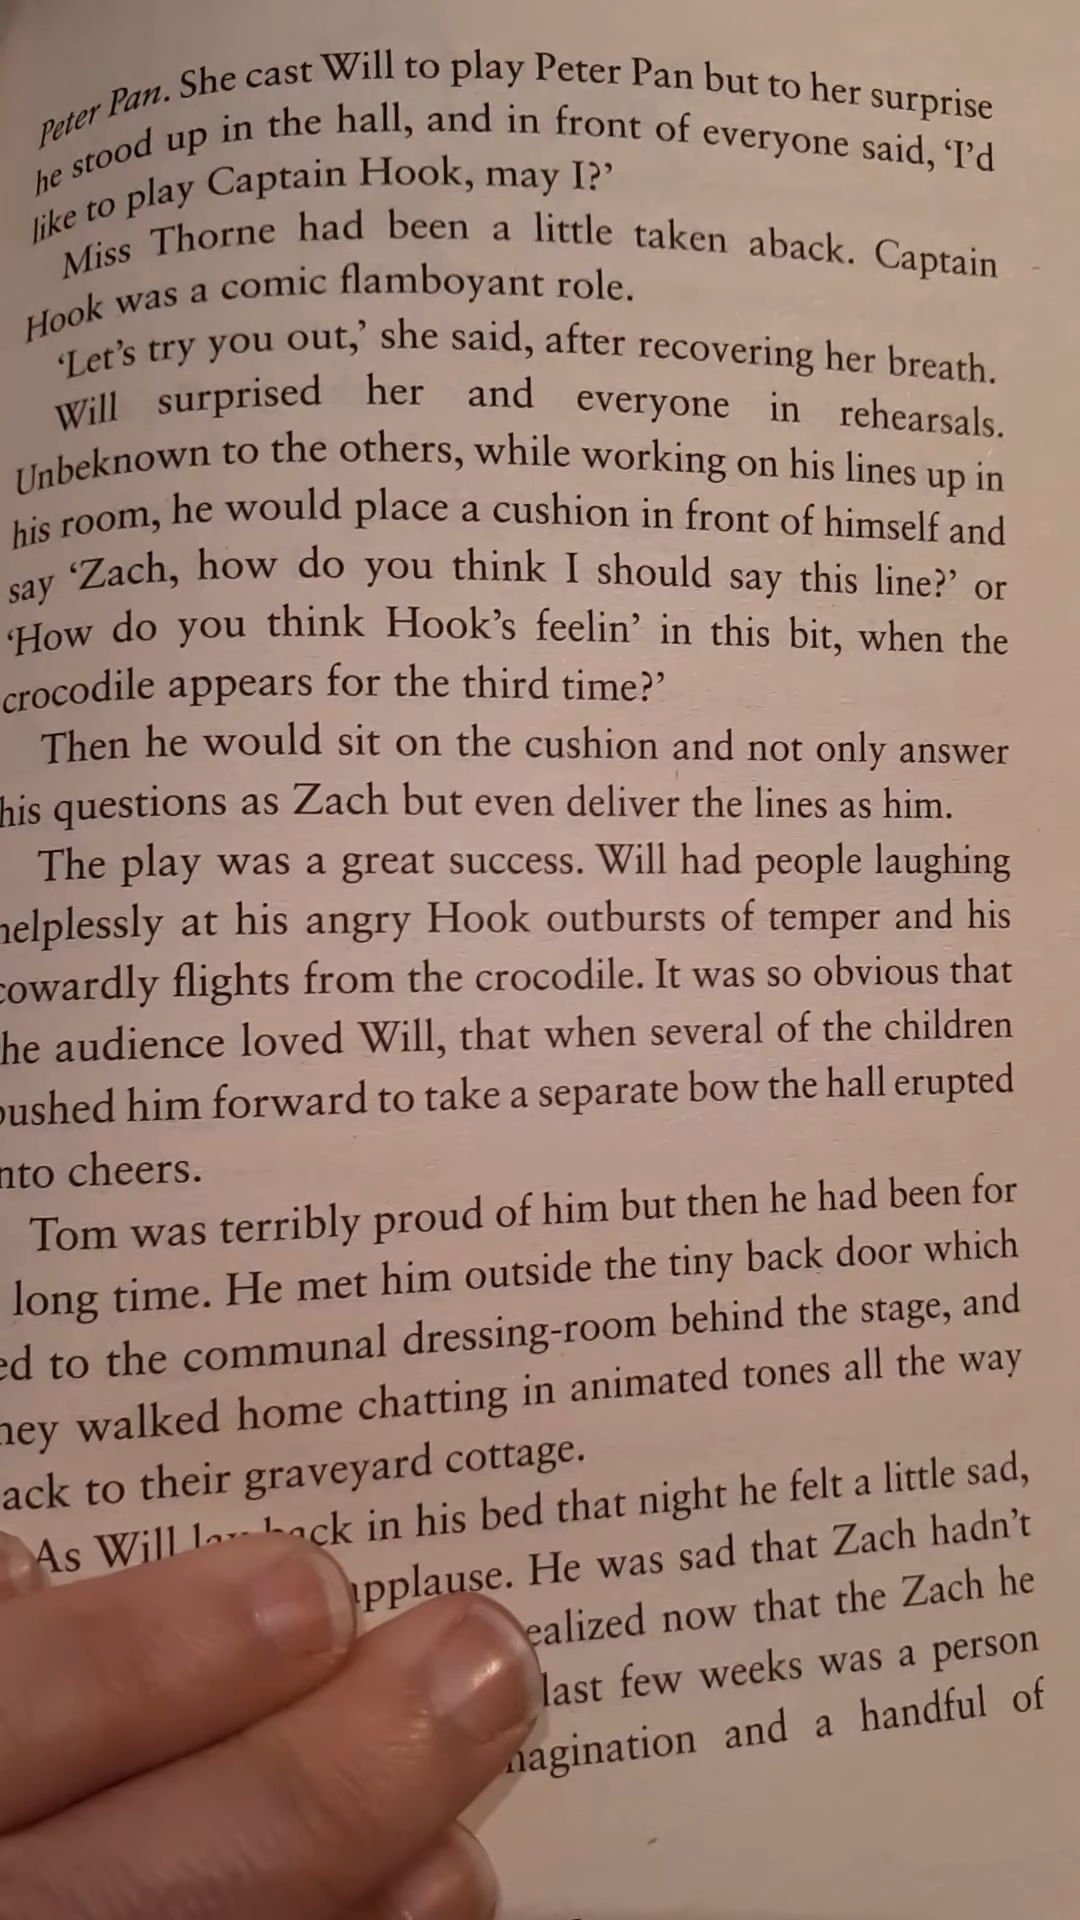 Peter Pan. She cast Will to play Peter Pan but to her surprise
he stood up in the hall, and in front of everyone said, ‘I’d
like to play Captain Hook, may I?’
Miss Thorne had been a little taken aback. Captain
Hook was a comic flamboyant role.
‘Let’s try you out,’ she said, after recovering her breath.
Will surprised her and everyone in rehearsals.
Unbeknown to the others, while working on his lines up in
his room, he would place a cushion in front of himself and
say ‘Zach, how do you think I should say this line?’ or
‘How do you think Hook’s feelin’ in this bit, when the
crocodile appears for the third time?’
Then he would sit on the cushion and not only answer
his questions as Zach but even deliver the lines as him.
The play was a great success. Will had people laughing
helplessly at his angry Hook outbursts of temper and his
cowardly flights from the crocodile. It was so obvious that
the audience loved Will, that when several of the children
pushed him forward to take a separate bow the hall erupted
into cheers.
Tom was terribly proud of him but then he had been for
long time. He met him outside the tiny back door which
to the communal dressing-room behind the stage, and
they walked home chatting in animated tones all the way
back to their graveyard cottage.
As Will back in his bed that night he felt a little sad,
applause. He was sad that Zach hadn’t
realized now that the Zach he
last few weeks was a person
imagination and a handful of